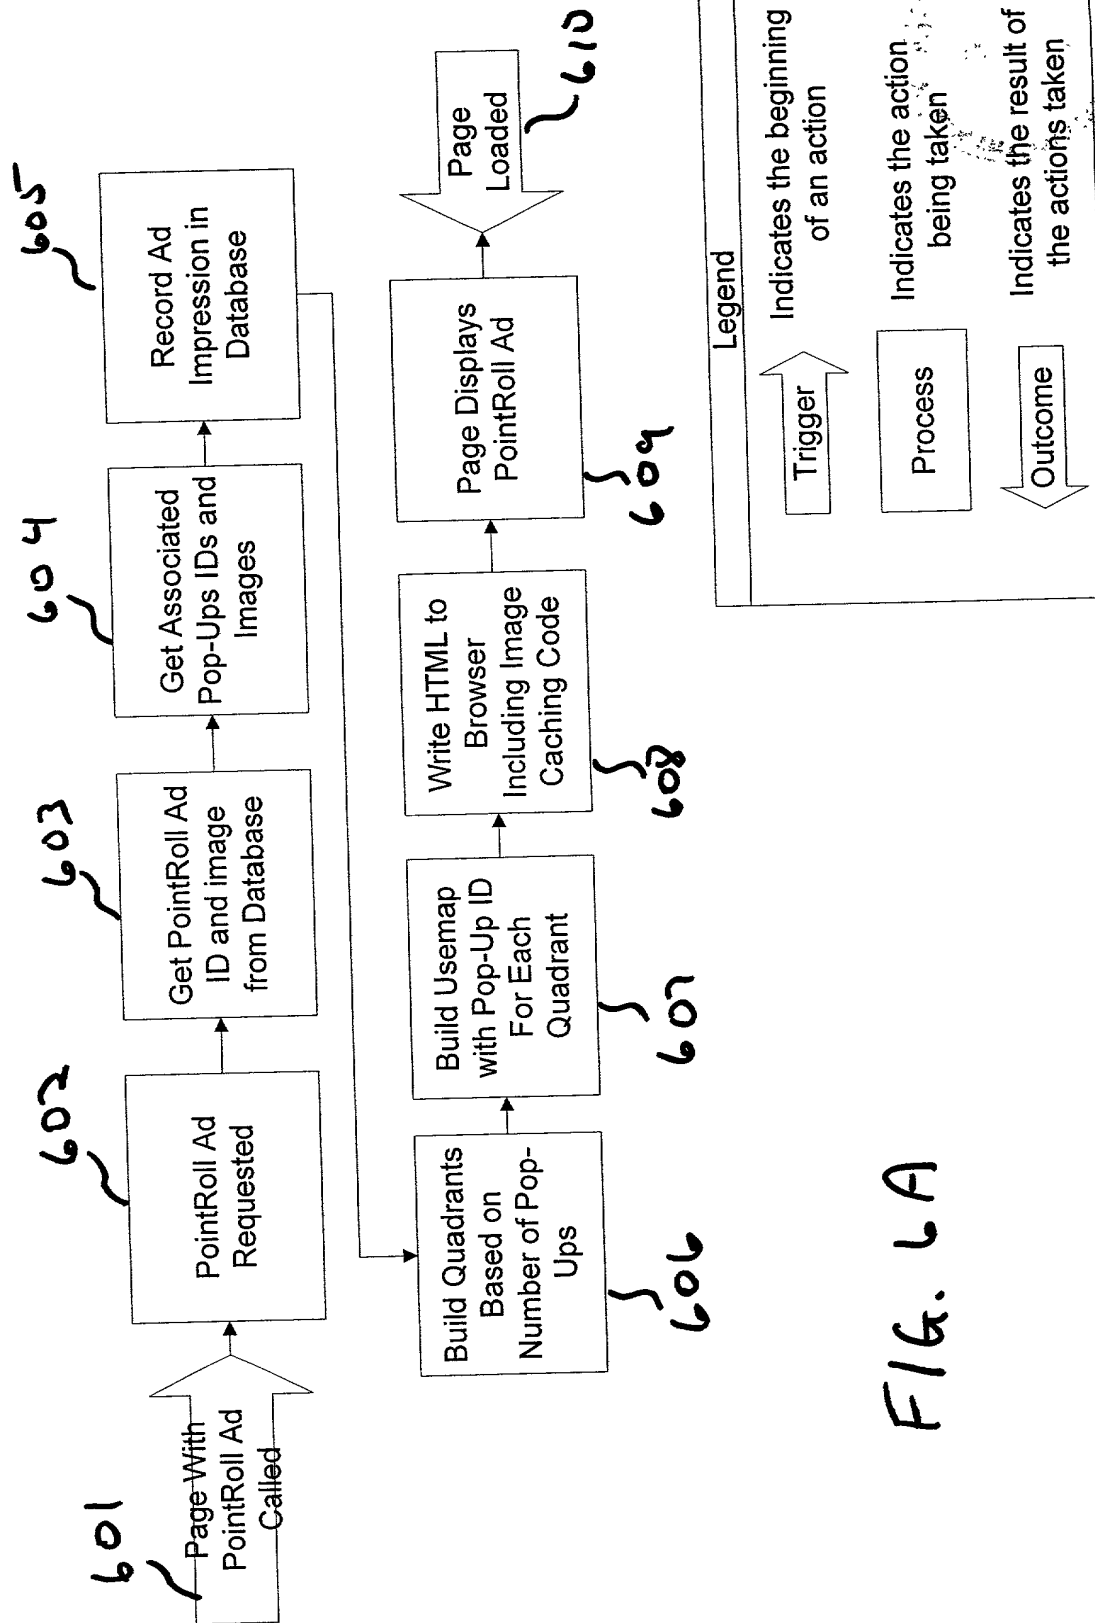 601
Page With
PointRoll Ad
Called
602
PointRoll Ad
Requested
603
Get PointRoll Ad
ID and image
from Database
604
Get Associated
Pop-Ups IDs and
Images
605
Record Ad
Impression in
Database
Build Quadrants
Based on
Number of Pop-
Ups
606
Build Usemap
with Pop-Up ID
For Each
Quadrant
607
Write HTML to
Browser
Including Image
Caching Code
608
Page Displays
PointRoll Ad
609
Page
Loaded
610
Legend
Trigger
Indicates the beginning
of an action
Process
Indicates the action
being taken
Outcome
Indicates the result of
the actions taken
FIG. 6A